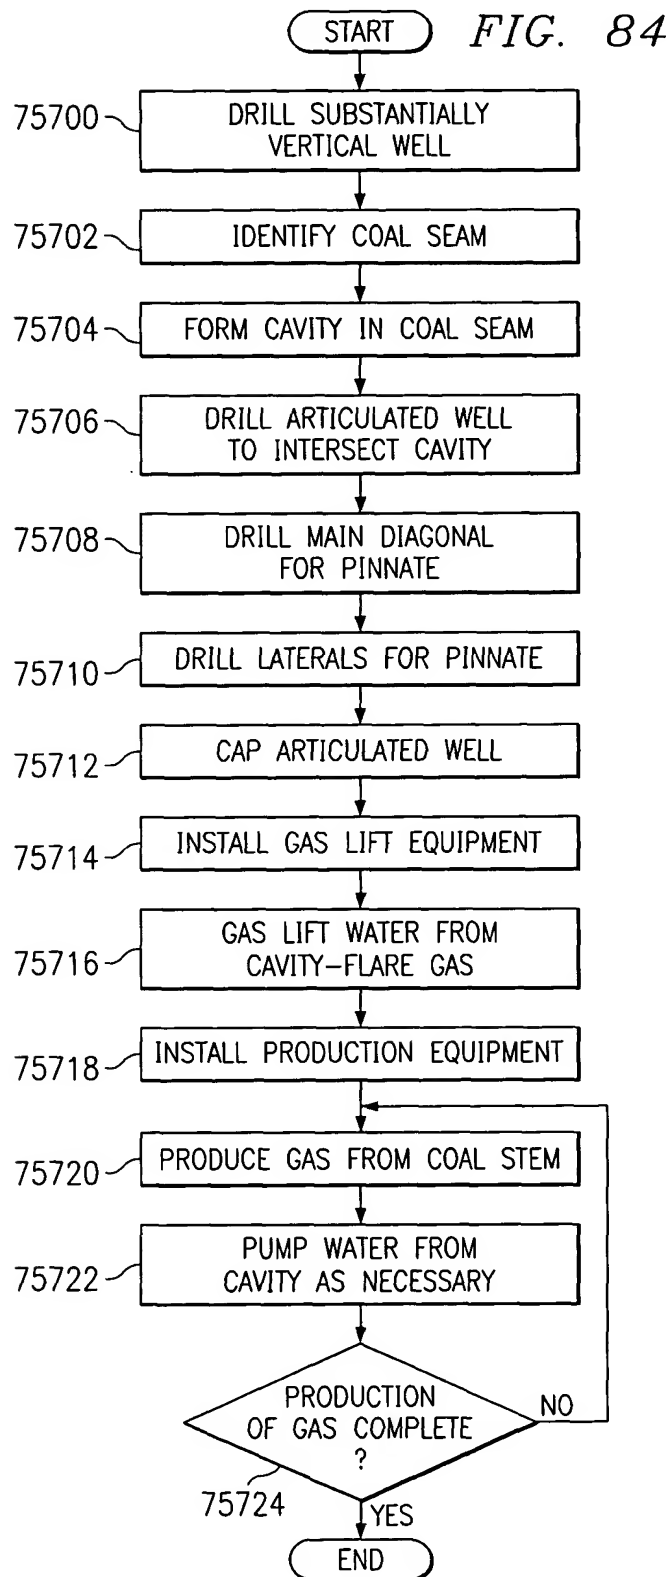 START
FIG. 84
75700
DRILL SUBSTANTIALLY
VERTICAL WELL
75702
IDENTIFY COAL SEAM
75704
FORM CAVITY IN COAL SEAM
75706
DRILL ARTICULATED WELL
TO INTERSECT CAVITY
75708
DRILL MAIN DIAGONAL
FOR PINNATE
75710
DRILL LATERALS FOR PINNATE
75712
CAP ARTICULATED WELL
75714
INSTALL GAS LIFT EQUIPMENT
75716
GAS LIFT WATER FROM
CAVITY–FLARE GAS
75718
INSTALL PRODUCTION EQUIPMENT
75720
PRODUCE GAS FROM COAL STEM
75722
PUMP WATER FROM
CAVITY AS NECESSARY
PRODUCTION
OF GAS COMPLETE
?
NO
75724
YES
END